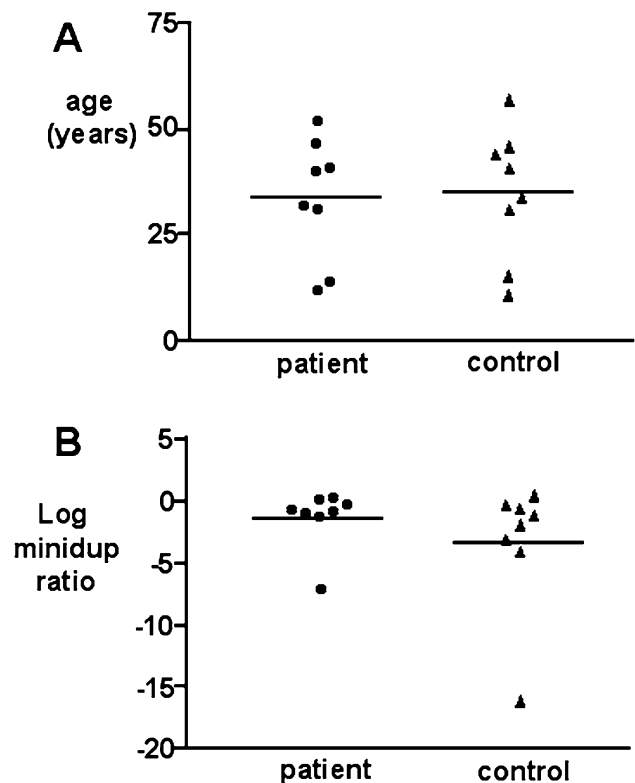 A
age
(years)
75
50
25
0
patient control
B
Log
minidup
ratio
5
0
-5
-10
-15
-20
patient control